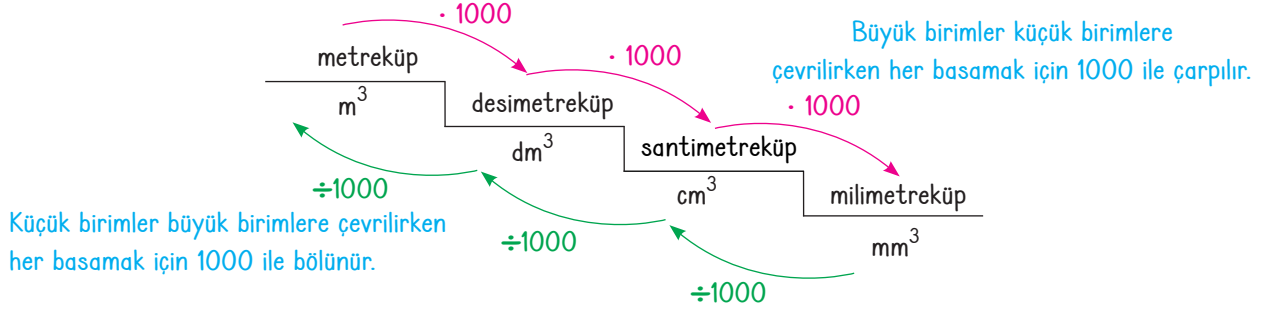 · 1000
metreküp
m³
· 1000
desimetreküp
dm³
· 1000
santimetreküp
cm³
milimetreküp
mm³
Büyük birimler küçük birimlere
çevrilirken her basamak için 1000 ile çarpılır.
÷1000
÷1000
÷1000
Küçük birimler büyük birimlere çevrilirken
her basamak için 1000 ile bölünür.